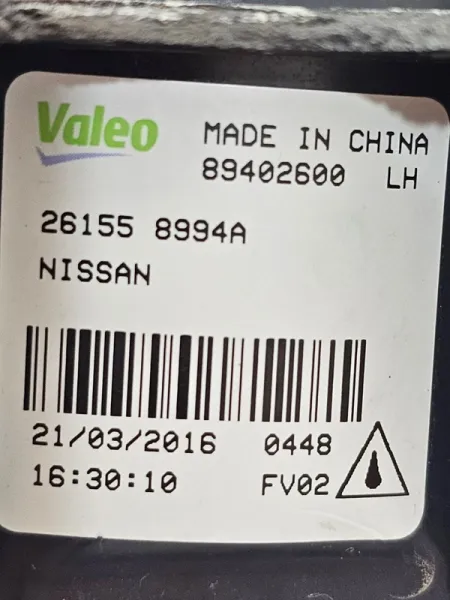 Valeo MADE IN CHINA
89402600 LH
26155 8994A
NISSAN
21/03/2016 0448
16:30:10 FV02